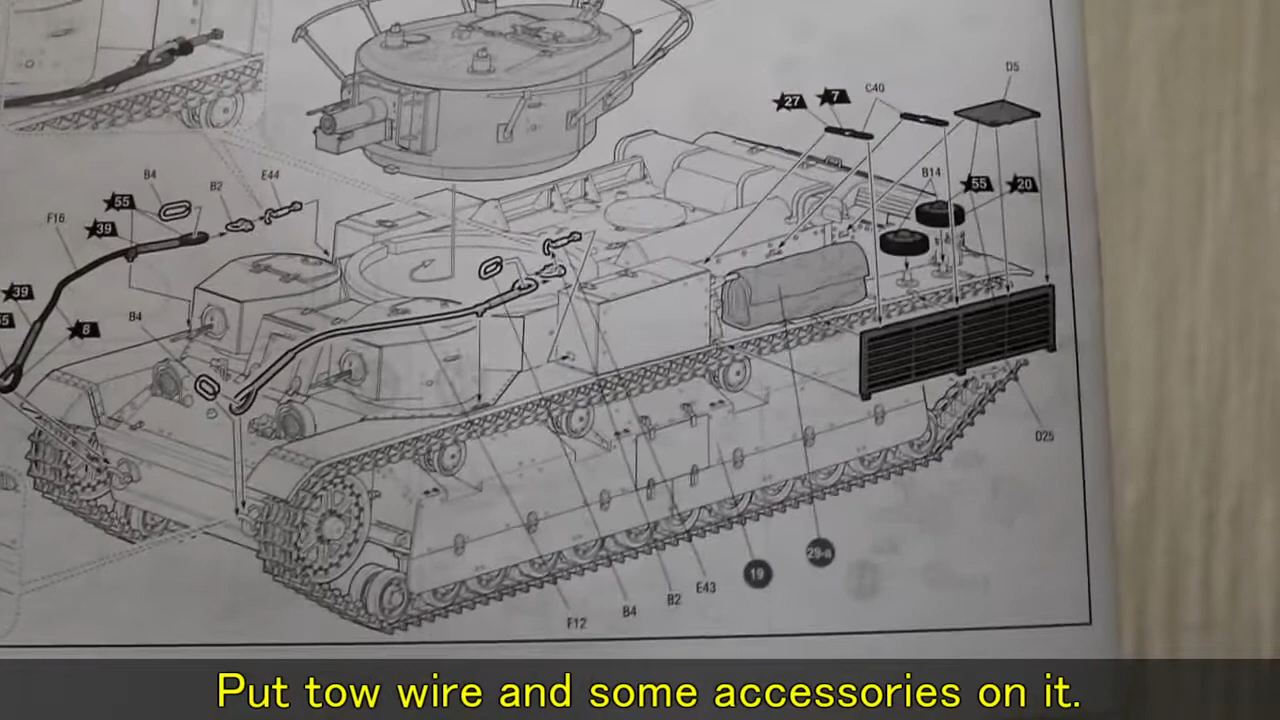 D5
C40
27
7
B14
55
20
B4
B2
E44
55
F16
39
39
55
8
B4
D25
29-a
19
E43
B2
B4
F12
Put tow wire and some accessories on it.